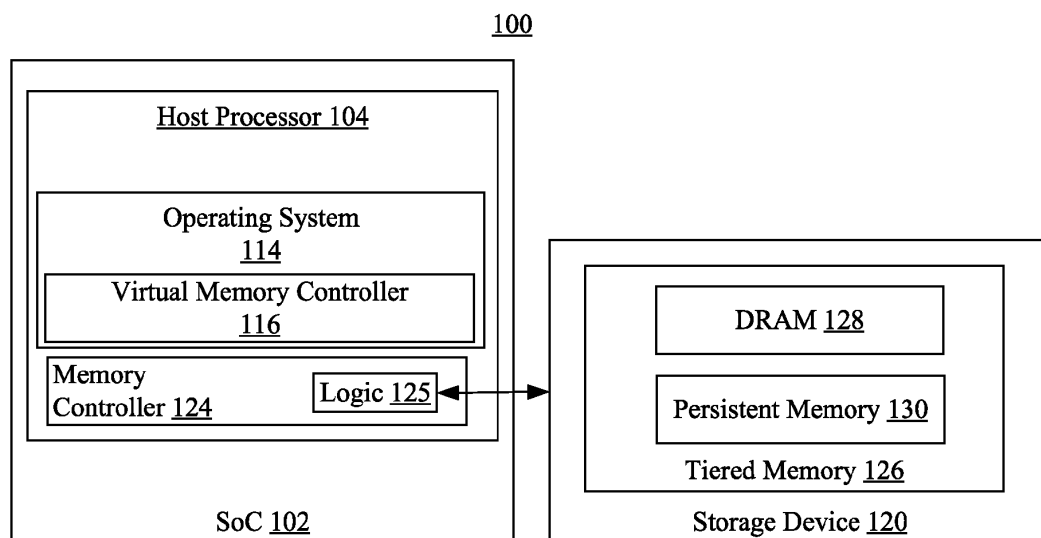 100
Host Processor 104
Operating System
114
Virtual Memory Controller
116
Memory
Controller 124
Logic 125
SoC 102
DRAM 128
Persistent Memory 130
Tiered Memory 126
Storage Device 120